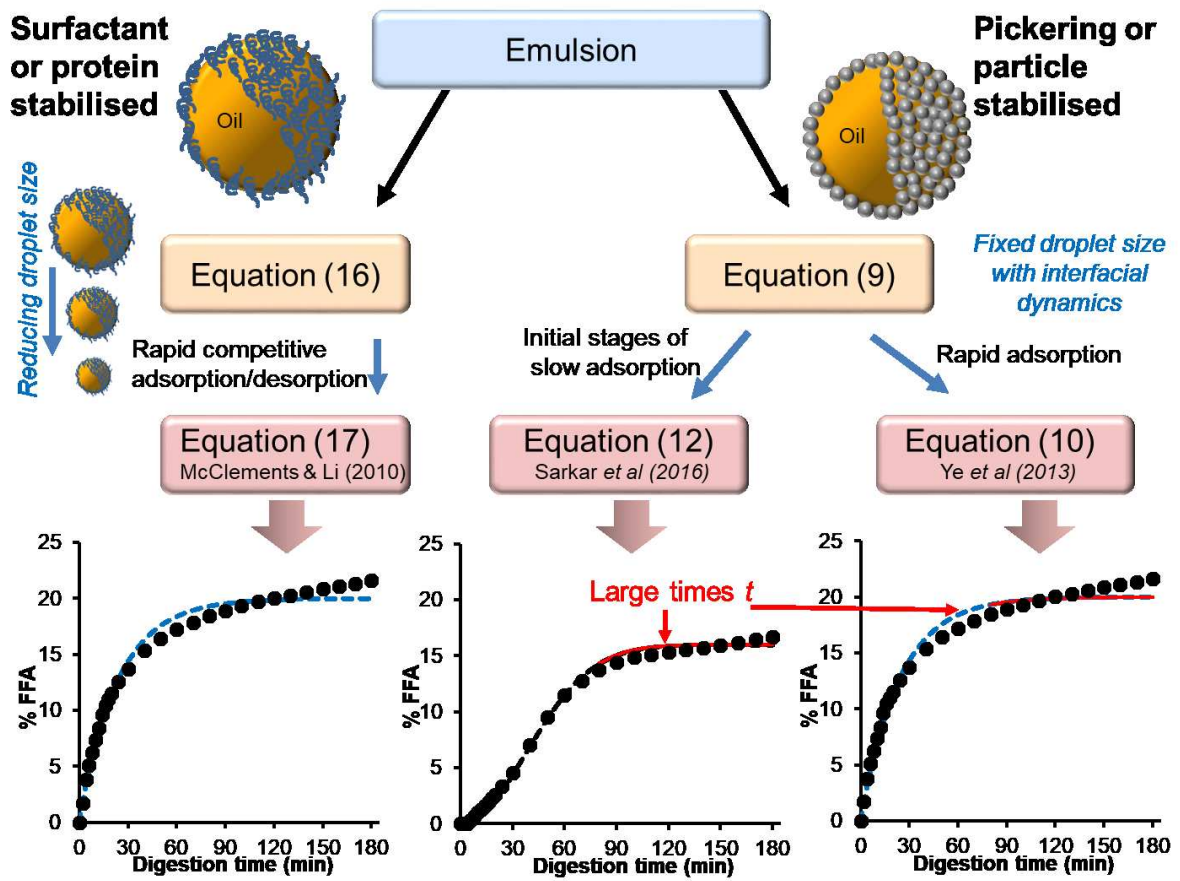 Surfactant
or protein
stabilised
Oil
Emulsion
Oil
Pickering or
particle
stabilised
Reducing droplet size
Equation (16)
Equation (9)
Fixed droplet size
with interfacial
dynamics
Rapid competitive
adsorption/desorption
Initial stages of
slow adsorption
Rapid adsorption
Equation (17)
McClements & Li (2010)
Equation (12)
Sarkar et al (2016)
Equation (10)
Ye et al (2013)
% FFA
25
20
15
10
5
0
0 30 60 90 120 150 180
Digestion time (min)
Large times t
% FFA
25
20
15
10
5
0
0 30 60 90 120 150 180
Digestion time (min)
% FFA
25
20
15
10
5
0
0 30 60 90 120 150 180
Digestion time (min)